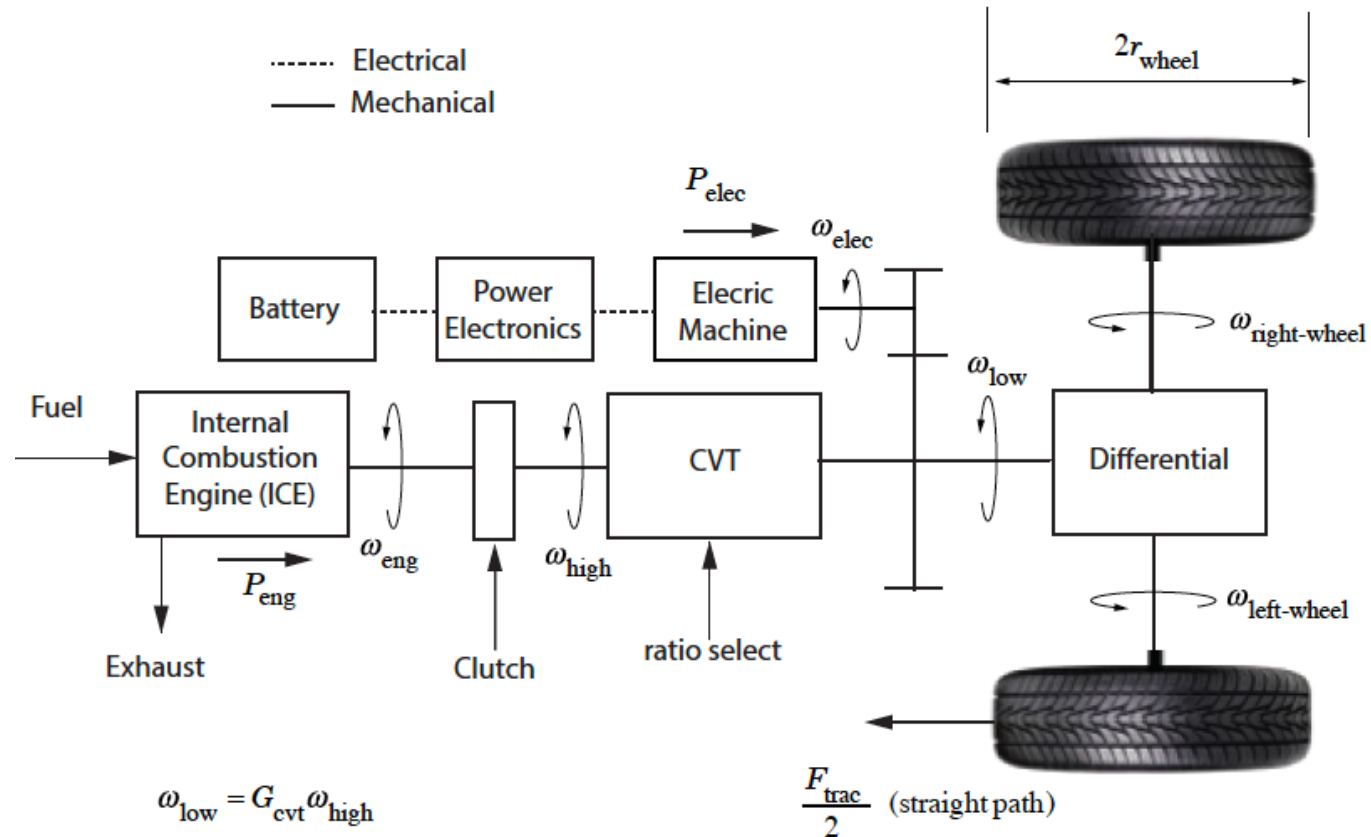 Electrical
Mechanical
2r_wheel
P_elec
ω_elec
Battery
Power
Electronics
Elecric
Machine
ω_right-wheel
ω_low
Fuel
Internal
Combustion
Engine (ICE)
CVT
Differential
ω_eng
ω_high
P_eng
ω_left-wheel
Exhaust
Clutch
ratio select
F_trac
2
(straight path)
ω_low = G_cvt ω_high